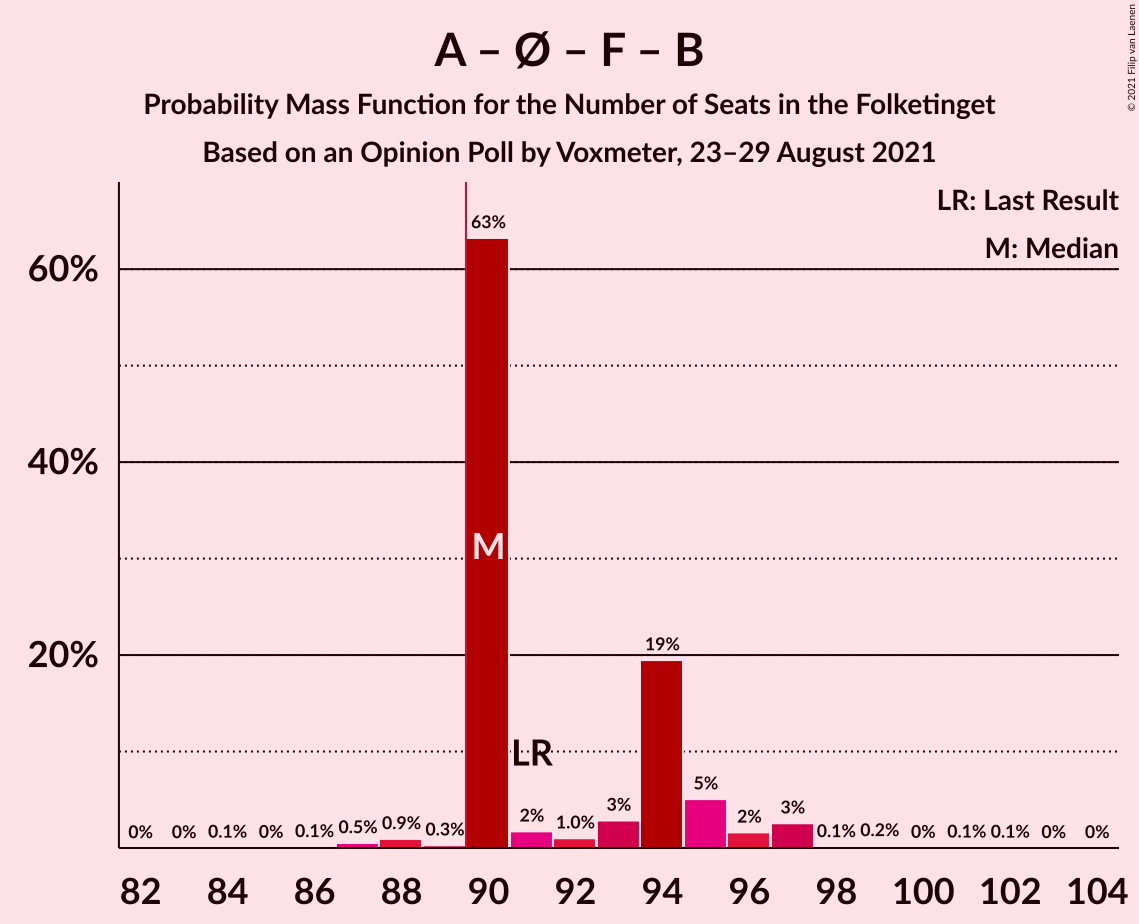 A – Ø – F – B
Probability Mass Function for the Number of Seats in the Folketinget
Based on an Opinion Poll by Voxmeter, 23–29 August 2021
© 2021 Filip van Laenen
LR: Last Result
M: Median
63%
60%
40%
M
20%
19%
LR
0% 0% 0.1% 0% 0.1% 0.5% 0.9% 0.3% 2% 1.0% 3% 5% 2% 3% 0.1% 0.2% 0% 0.1% 0.1% 0% 0%
82 84 86 88 90 92 94 96 98 100 102 104